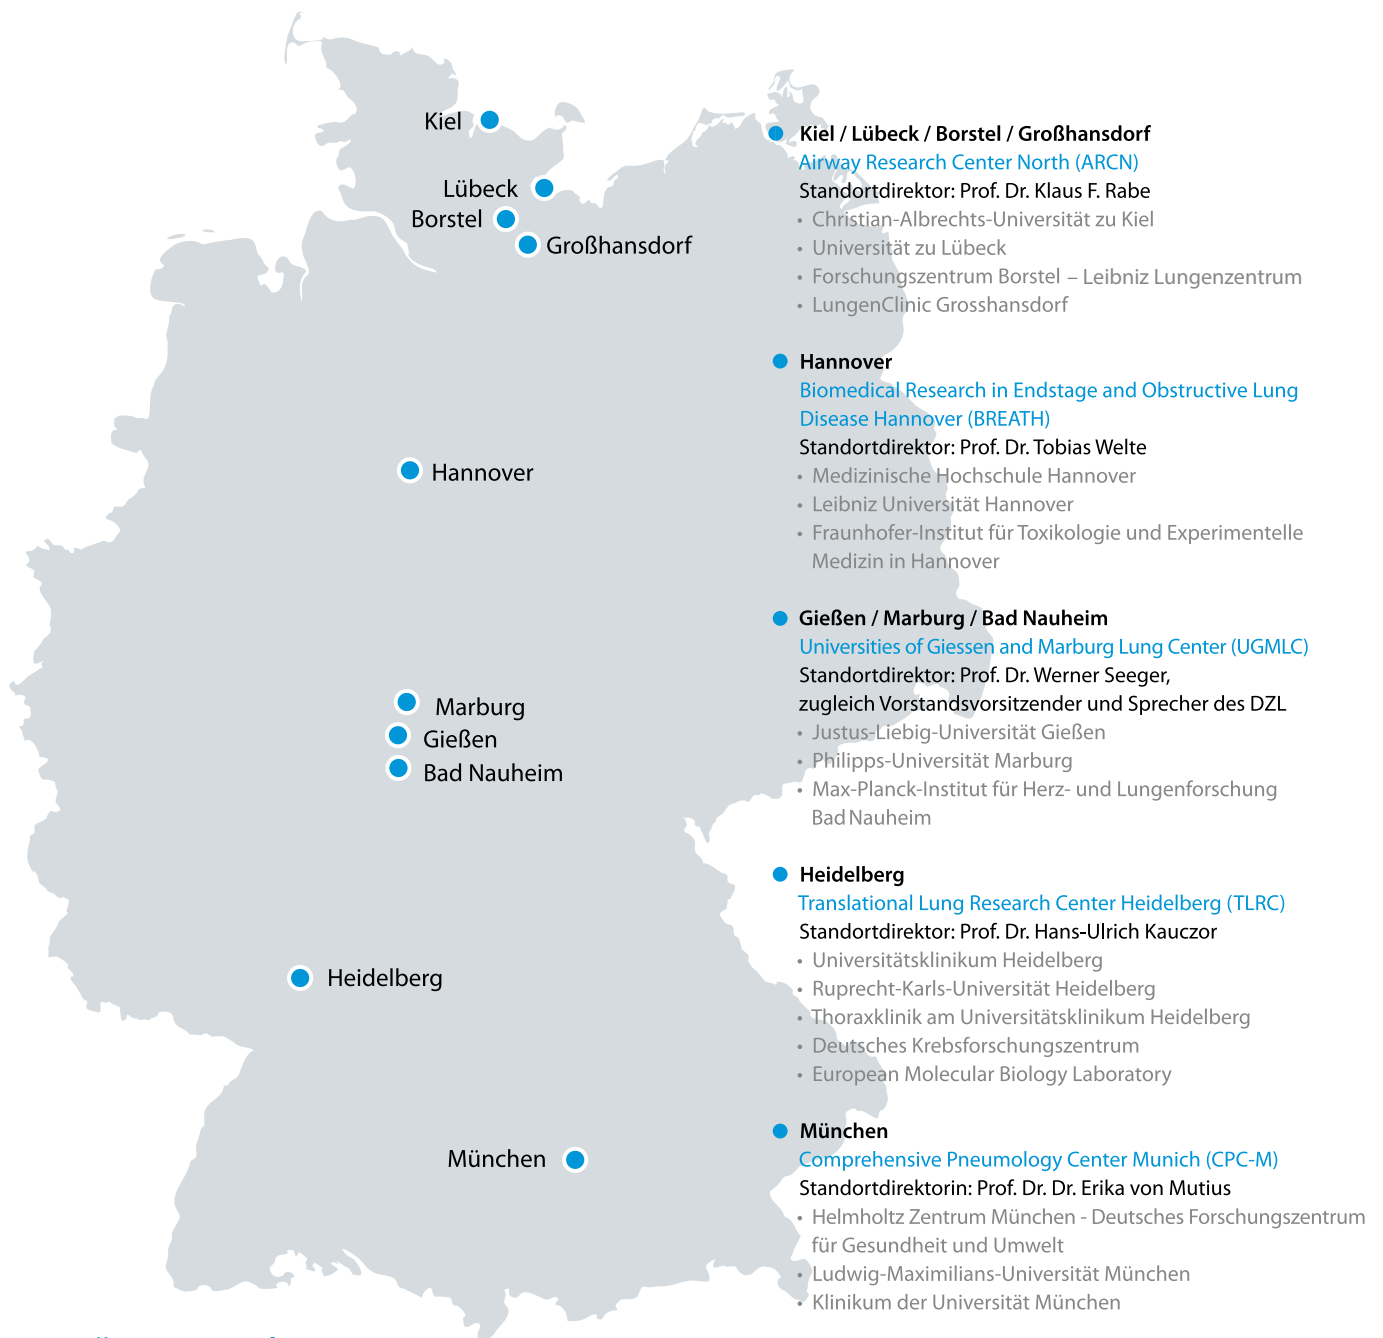 Kiel
Lübeck
Borstel
Großhansdorf
Hannover
Marburg
Gießen
Bad Nauheim
Heidelberg
München
Kiel / Lübeck / Borstel / Großhansdorf
Airway Research Center North (ARCN)
Standortdirektor: Prof. Dr. Klaus F. Rabe
• Christian-Albrechts-Universität zu Kiel
• Universität zu Lübeck
• Forschungszentrum Borstel – Leibniz Lungenzentrum
• LungenClinic Grosshansdorf
Hannover
Biomedical Research in Endstage and Obstructive Lung
Disease Hannover (BREATH)
Standortdirektor: Prof. Dr. Tobias Welte
• Medizinische Hochschule Hannover
• Leibniz Universität Hannover
• Fraunhofer-Institut für Toxikologie und Experimentelle
Medizin in Hannover
Gießen / Marburg / Bad Nauheim
Universities of Giessen and Marburg Lung Center (UGMLC)
Standortdirektor: Prof. Dr. Werner Seeger,
zugleich Vorstandsvorsitzender und Sprecher des DZL
• Justus-Liebig-Universität Gießen
• Philipps-Universität Marburg
• Max-Planck-Institut für Herz- und Lungenforschung
Bad Nauheim
Heidelberg
Translational Lung Research Center Heidelberg (TLRC)
Standortdirektor: Prof. Dr. Hans-Ulrich Kauczor
• Universitätsklinikum Heidelberg
• Ruprecht-Karls-Universität Heidelberg
• Thoraxklinik am Universitätsklinikum Heidelberg
• Deutsches Krebsforschungszentrum
• European Molecular Biology Laboratory
München
Comprehensive Pneumology Center Munich (CPC-M)
Standortdirektorin: Prof. Dr. Dr. Erika von Mutius
• Helmholtz Zentrum München - Deutsches Forschungszentrum
für Gesundheit und Umwelt
• Ludwig-Maximilians-Universität München
• Klinikum der Universität München